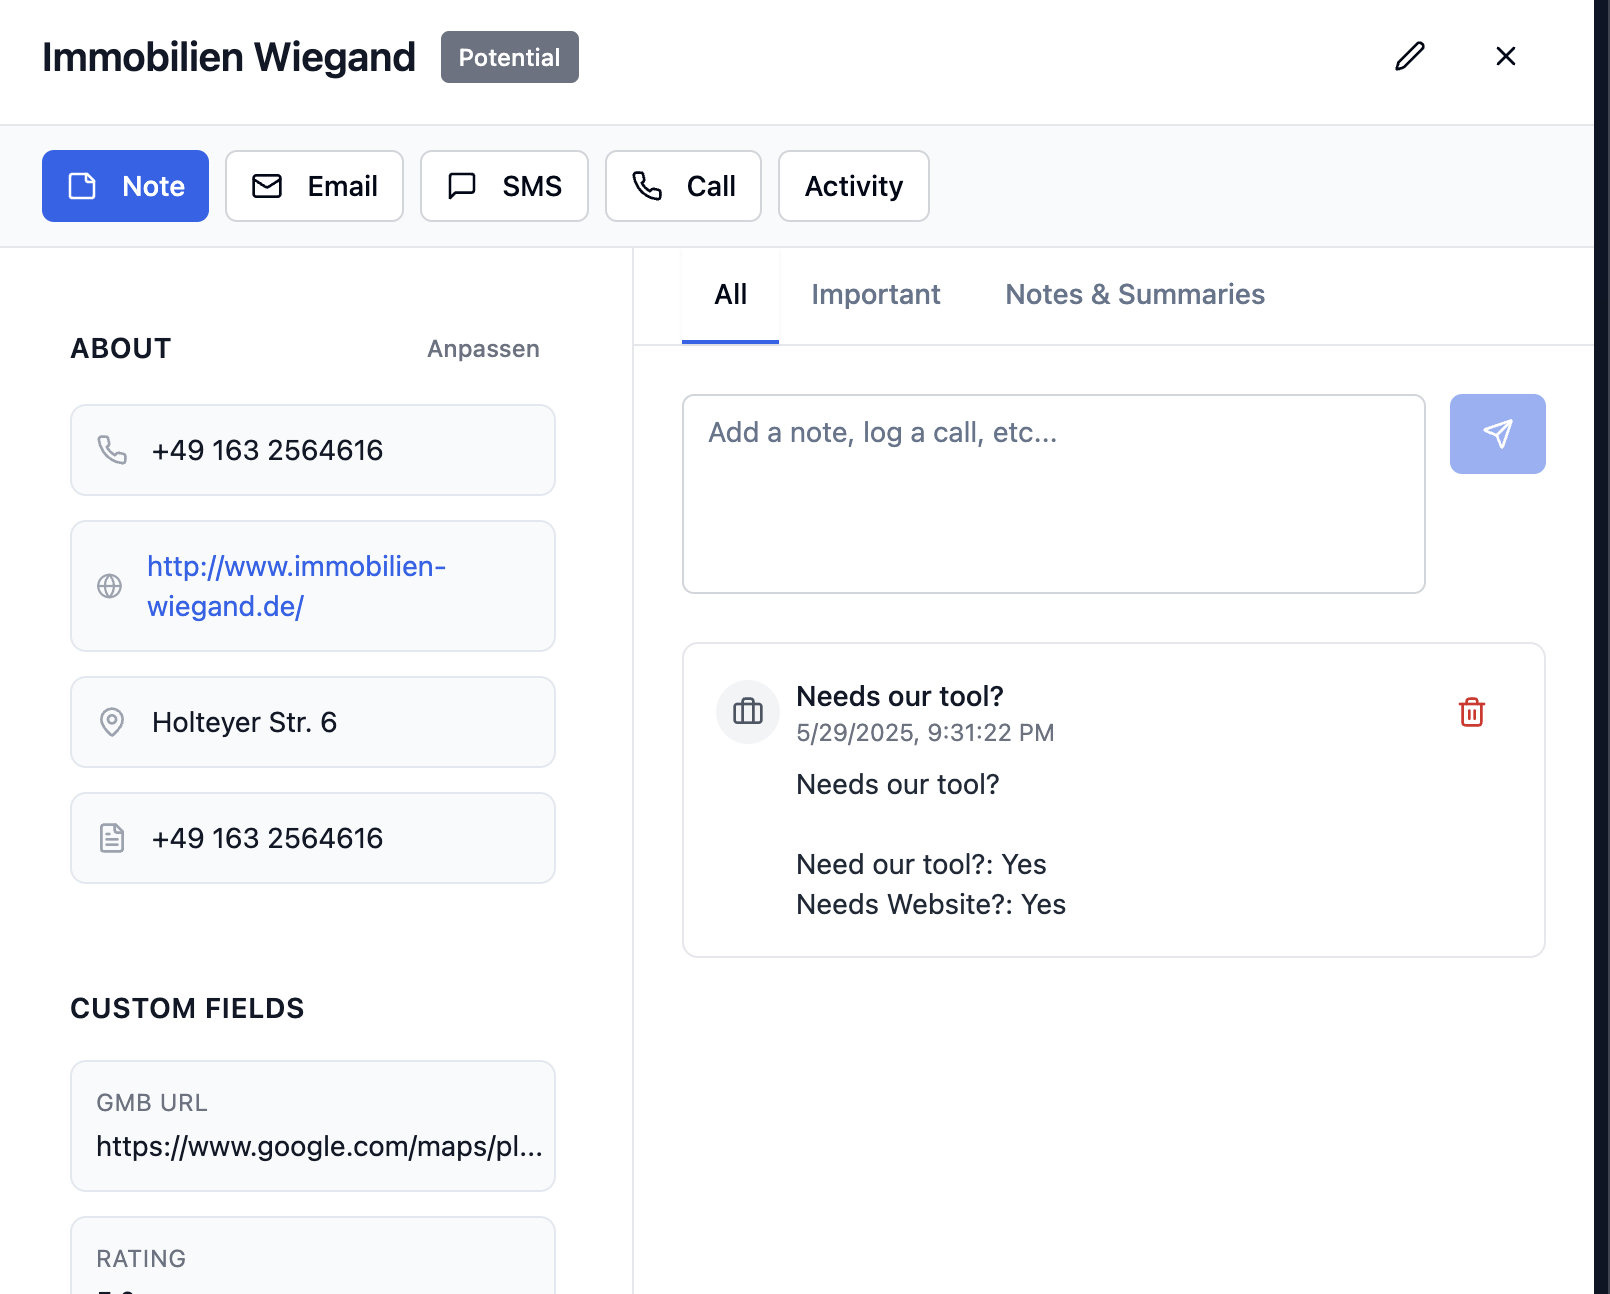 Immobilien Wiegand
Potential
Note
Email
SMS
Call
Activity
ABOUT
Anpassen
+49 163 2564616
http://www.immobilien-
wiegand.de/
Holteyer Str. 6
+49 163 2564616
CUSTOM FIELDS
GMB URL
https://www.google.com/maps/pl...
RATING
All
Important
Notes & Summaries
Add a note, log a call, etc...
Needs our tool?
5/29/2025, 9:31:22 PM
Needs our tool?
Need our tool?: Yes
Needs Website?: Yes